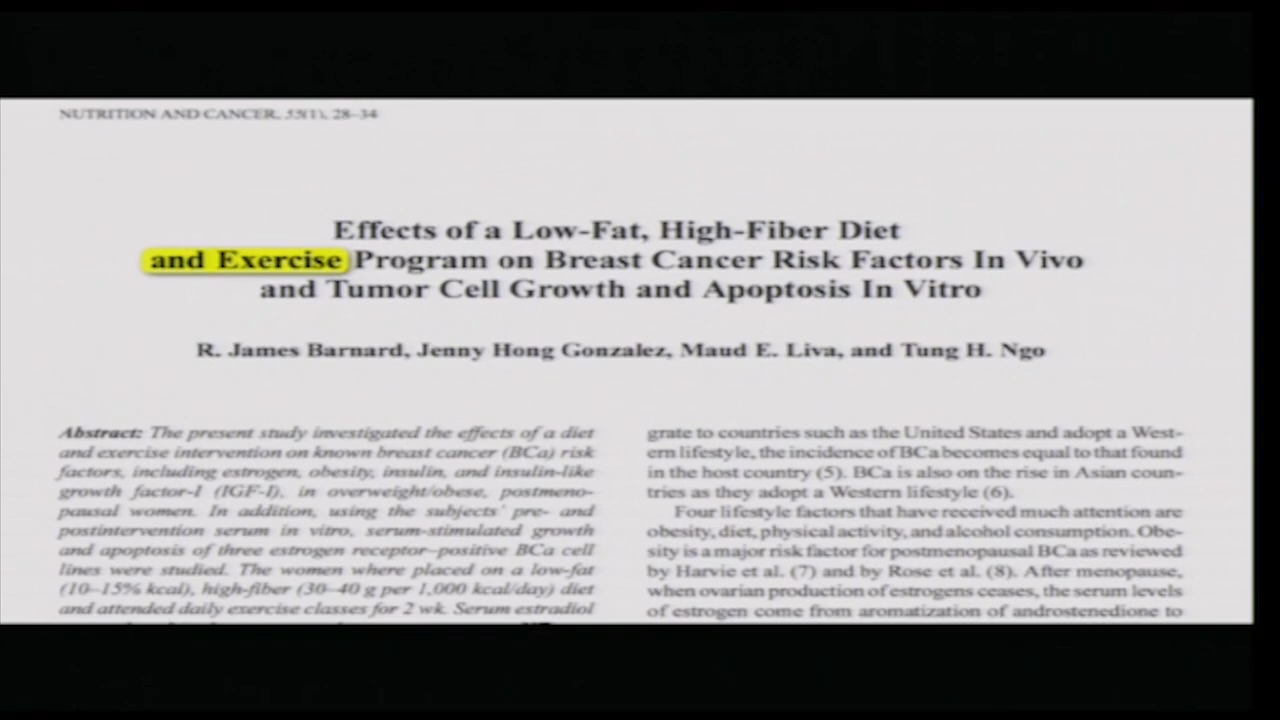 NUTRITION AND CANCER, 55(1), 28–34
Effects of a Low-Fat, High-Fiber Diet
and Exercise Program on Breast Cancer Risk Factors In Vivo
and Tumor Cell Growth and Apoptosis In Vitro
R. James Barnard, Jenny Hong Gonzalez, Maud E. Liva, and Tung H. Ngo
Abstract: The present study investigated the effects of a diet
and exercise intervention on known breast cancer (BCa) risk
factors, including estrogen, obesity, insulin, and insulin-like
growth factor-I (IGF-I), in overweight/obese, postmeno-
pausal women. In addition, using the subjects' pre- and
postintervention serum in vitro, serum-stimulated growth
and apoptosis of three estrogen receptor–positive BCa cell
lines were studied. The women where placed on a low-fat
(10–15% kcal), high-fiber (30–40 g per 1,000 kcal/day) diet
and attended daily exercise classes for 2 wk. Serum estradiol
grate to countries such as the United States and adopt a West-
ern lifestyle, the incidence of BCa becomes equal to that found
in the host country (5). BCa is also on the rise in Asian coun-
tries as they adopt a Western lifestyle (6).
Four lifestyle factors that have received much attention are
obesity, diet, physical activity, and alcohol consumption. Obe-
sity is a major risk factor for postmenopausal BCa as reviewed
by Harvie et al. (7) and by Rose et al. (8). After menopause,
when ovarian production of estrogens ceases, the serum levels
of estrogen come from aromatization of androstenedione to